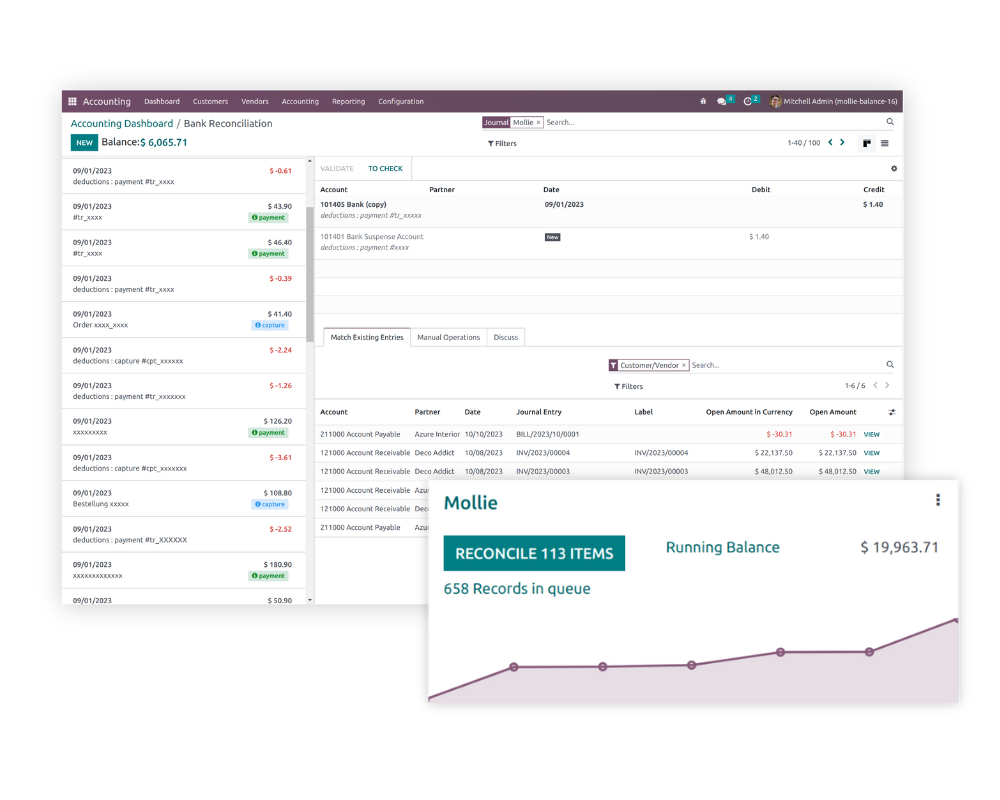 Accounting Dashboard Customers Vendors Accounting Reporting Configuration 4 2 Mitchell Admin (mollie-balance-16)
Accounting Dashboard / Bank Reconciliation
Journal Mollie × Search...
NEW Balance:$ 6,065.71
Filters
1-40 / 100
09/01/2023 $ -0.61
deductions : payment #tr_xxxx
09/01/2023 $ 43.90
#tr_xxxx payment
09/01/2023 $ 46.40
#tr_xxxx payment
09/01/2023 $ -0.39
deductions : payment #tr_xxxx
09/01/2023 $ 41.40
Order xxxx_xxxx capture
09/01/2023 $ -2.24
deductions : capture #cpt_xxxxxx
09/01/2023 $ -1.26
deductions : payment #tr_xxxxxxx
09/01/2023 $ 126.20
xxxxxxxxx payment
09/01/2023 $ -3.61
deductions : capture #cpt_xxxxxxx
09/01/2023 $ 108.80
Bestellung xxxxx capture
09/01/2023 $ -2.52
deductions : payment #tr_XXXXXX
09/01/2023 $ 180.90
xxxxxxxxxxxxx payment
09/01/2023 $ 50.90
VALIDATE TO CHECK
Account Partner Date Debit Credit
101405 Bank (copy) 09/01/2023 $ 1.40
deductions : payment #tr_xxxxx
101401 Bank Suspense Account New $ 1.40
deductions : payment #xxxx
Match Existing Entries Manual Operations Discuss
Customer/Vendor × Search...
Filters 1-6 / 6
Account Partner Date Journal Entry Label Open Amount in Currency Open Amount
211000 Account Payable Azure Interior 10/10/2023 BILL/2023/10/0001 $ -30.31 $ -30.31 VIEW
121000 Account Receivable Deco Addict 10/08/2023 INV/2023/00004 INV/2023/00004 $ 22,137.50 $ 22,137.50 VIEW
121000 Account Receivable Deco Addict 10/08/2023 INV/2023/00003 INV/2023/00003 $ 48,012.50 $ 48,012.50 VIEW
121000 Account Receivable Azu
121000 Account Receivable Dec
211000 Account Payable Azu
Mollie
RECONCILE 113 ITEMS Running Balance $ 19,963.71
658 Records in queue